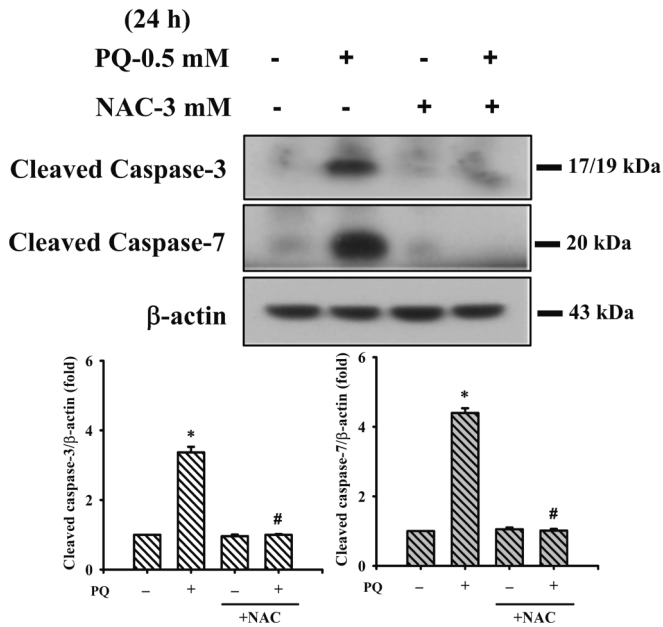 (24 h)
PQ-0.5 mM - + - +
NAC-3 mM - - + +
Cleaved Caspase-3 17/19 kDa
Cleaved Caspase-7 20 kDa
β-actin 43 kDa
Cleaved caspase-3/β-actin (fold)
6
4
2
0
*
#
PQ – + – +
+NAC
Cleaved caspase-7/β-actin (fold)
6
4
2
0
*
#
PQ – + – +
+NAC